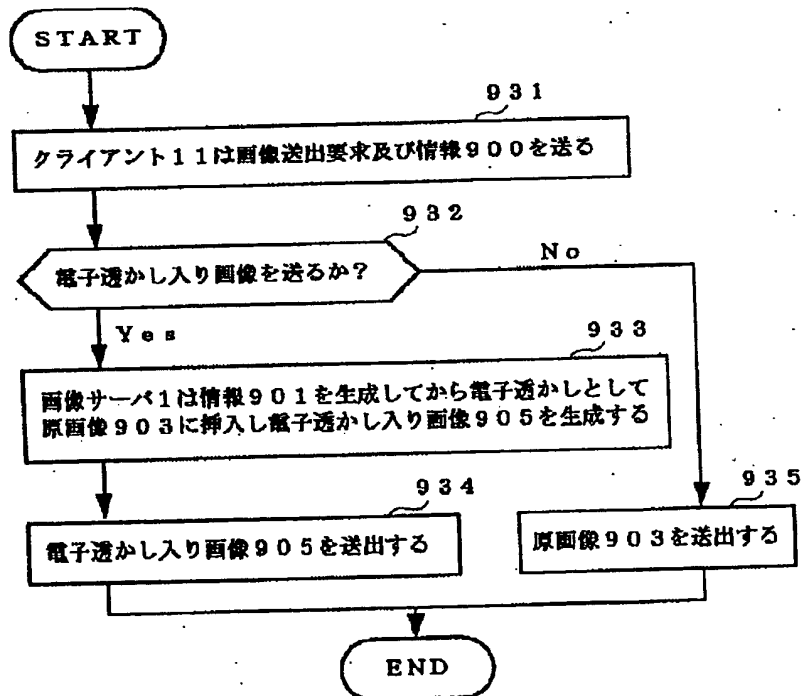 START
931
クライアント11は画像送出要求及び情報900を送る
932
電子透かし入り画像を送るか?
No
Yes
933
画像サーバ1は情報901を生成してから電子透かしとして
原画像903に挿入し電子透かし入り画像905を生成する
934
電子透かし入り画像905を送出する
935
原画像903を送出する
END